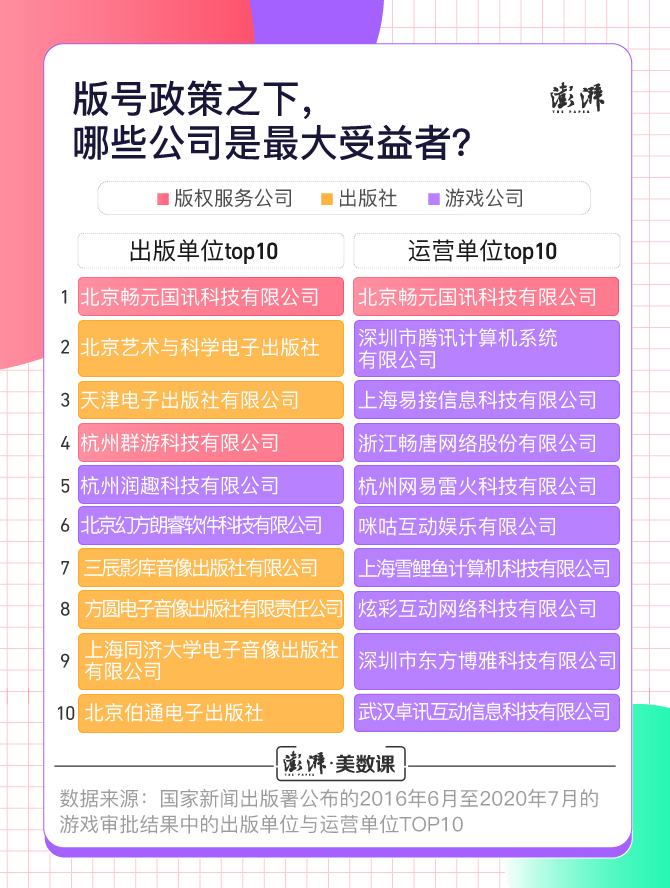 版号政策之下，
哪些公司是最大受益者？
澎湃
THE PAPER
版权服务公司 出版社 游戏公司
出版单位top10 运营单位top10
1 北京畅元国讯科技有限公司 北京畅元国讯科技有限公司
2 北京艺术与科学电子出版社 深圳市腾讯计算机系统
有限公司
3 天津电子出版社有限公司 上海易接信息科技有限公司
4 杭州群游科技有限公司 浙江畅唐网络股份有限公司
5 杭州润趣科技有限公司 杭州网易雷火科技有限公司
6 北京幻方朗睿软件科技有限公司 咪咕互动娱乐有限公司
7 三辰影库音像出版社有限公司 上海雪鲤鱼计算机科技有限公司
8 方圆电子音像出版社有限责任公司 炫彩互动网络科技有限公司
9 上海同济大学电子音像出版社
有限公司 深圳市东方博雅科技有限公司
10 北京伯通电子出版社 武汉卓讯互动信息科技有限公司
澎湃·美数课
THE PAPER
数据来源：国家新闻出版署公布的2016年6月至2020年7月的
游戏审批结果中的出版单位与运营单位TOP10